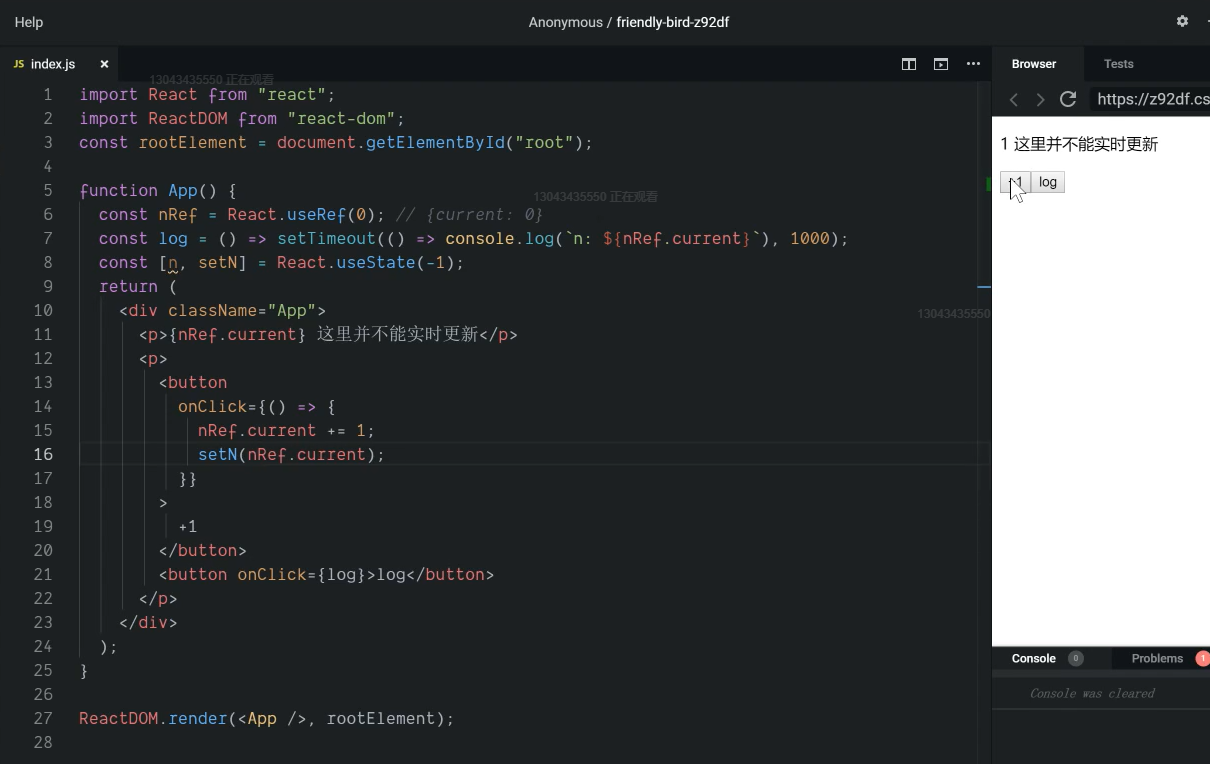 Help
Anonymous / friendly-bird-z92df
JS index.js ×
13043435550 正在观看
1 import React from "react";
2 import ReactDOM from "react-dom";
3 const rootElement = document.getElementById("root");
4
5 function App() {
13043435550 正在观看
6 const nRef = React.useRef(0); // {current: 0}
7 const log = () => setTimeout(() => console.log(`n: ${nRef.current}`), 1000);
8 const [n, setN] = React.useState(-1);
9 return (
10 <div className="App">
13043435550
11 <p>{nRef.current} 这里并不能实时更新</p>
12 <p>
13 <button
14 onClick={() => {
15 nRef.current += 1;
16 setN(nRef.current);
17 }}
18 >
19 +1
20 </button>
21 <button onClick={log}>log</button>
22 </p>
23 </div>
24 );
25 }
26
27 ReactDOM.render(<App />, rootElement);
28
Browser Tests
https://z92df.cs
1 这里并不能实时更新
1 log
Console 0 Problems 1
Console was cleared